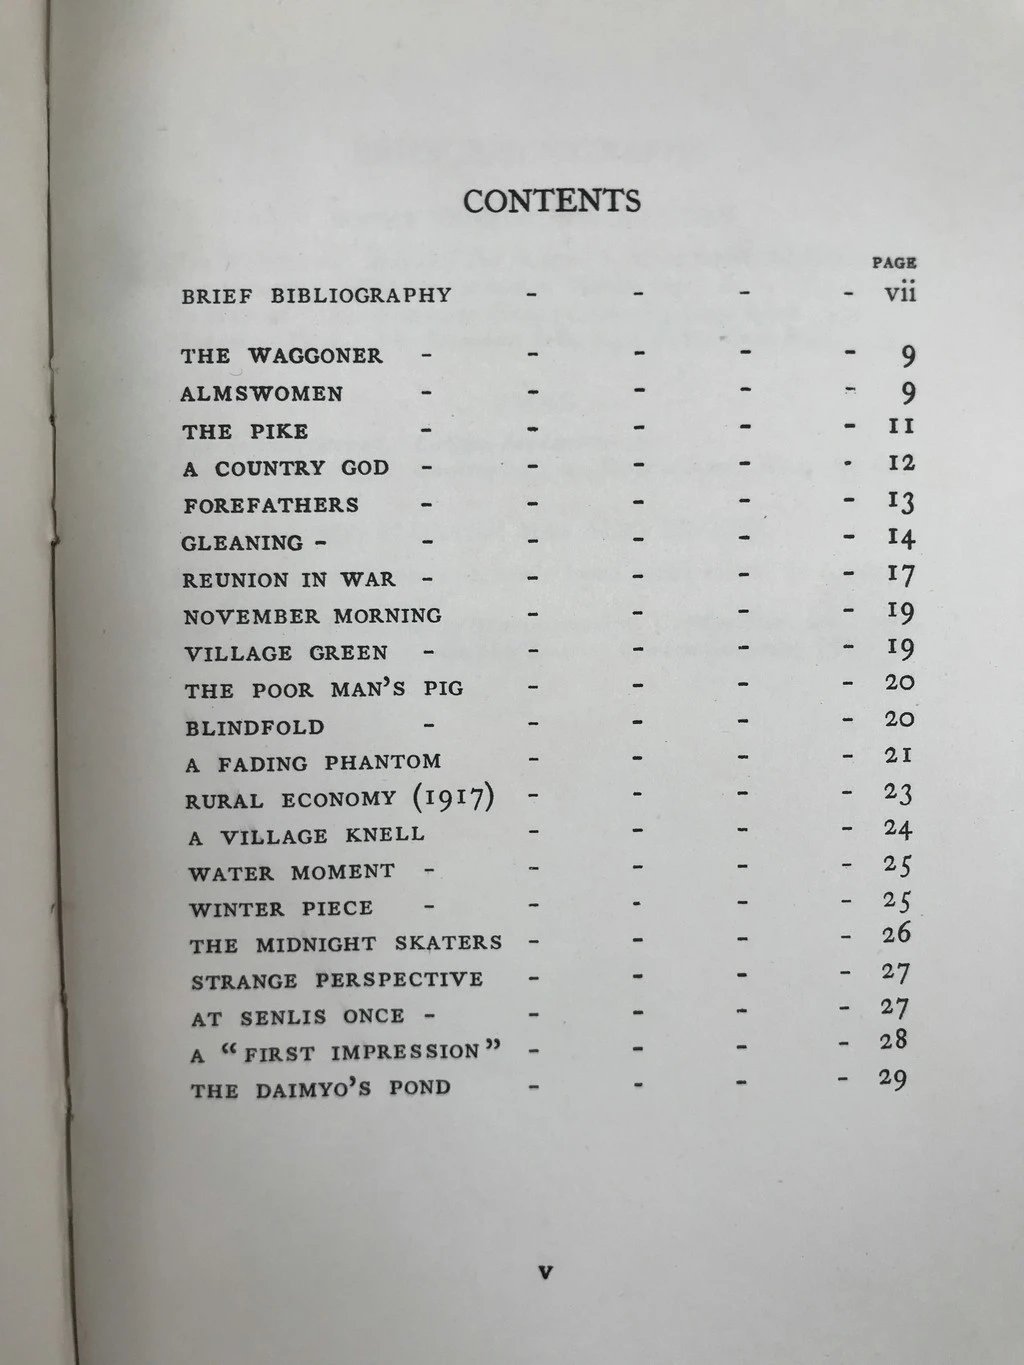 CONTENTS
PAGE
BRIEF BIBLIOGRAPHY - - - - vii
THE WAGGONER - - - - - 9
ALMSWOMEN - - - - - 9
THE PIKE - - - - - 11
A COUNTRY GOD - - - - - 12
FOREFATHERS - - - - - 13
GLEANING - - - - - - 14
REUNION IN WAR - - - - - 17
NOVEMBER MORNING - - - - 19
VILLAGE GREEN - - - - - 19
THE POOR MAN'S PIG - - - - 20
BLINDFOLD - - - - - 20
A FADING PHANTOM - - - - 21
RURAL ECONOMY (1917) - - - - 23
A VILLAGE KNELL - - - - 24
WATER MOMENT - - - - - 25
WINTER PIECE - - - - - 25
THE MIDNIGHT SKATERS - - - - 26
STRANGE PERSPECTIVE - - - - 27
AT SENLIS ONCE - - - - - 27
A “FIRST IMPRESSION” - - - - 28
THE DAIMYO'S POND - - - - 29
v